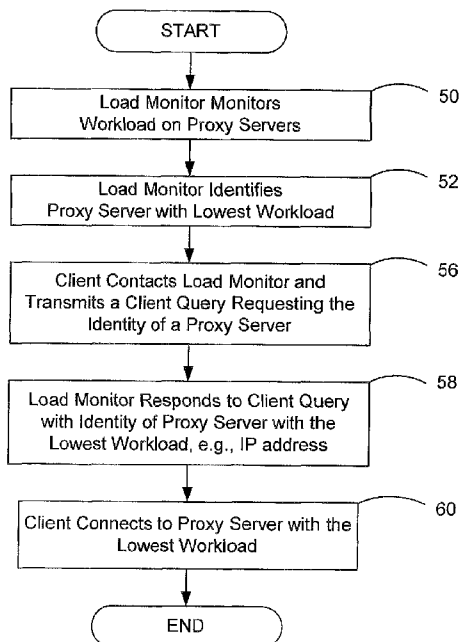 START
Load Monitor Monitors
Workload on Proxy Servers
50
Load Monitor Identifies
Proxy Server with Lowest Workload
52
Client Contacts Load Monitor and
Transmits a Client Query Requesting the
Identity of a Proxy Server
56
Load Monitor Responds to Client Query
with Identity of Proxy Server with the
Lowest Workload, e.g., IP address
58
Client Connects to Proxy Server with the
Lowest Workload
60
END